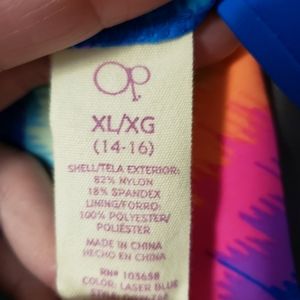 Op
XL/XG
(14-16)
SHELL/TELA EXTERIOR:
82% NYLON
18% SPANDEX
LINING/FORRO:
100% POLYESTER/
POLIÉSTER
MADE IN CHINA
HECHO EN CHINA
RN# 103658
COLOR: LASER BLUE